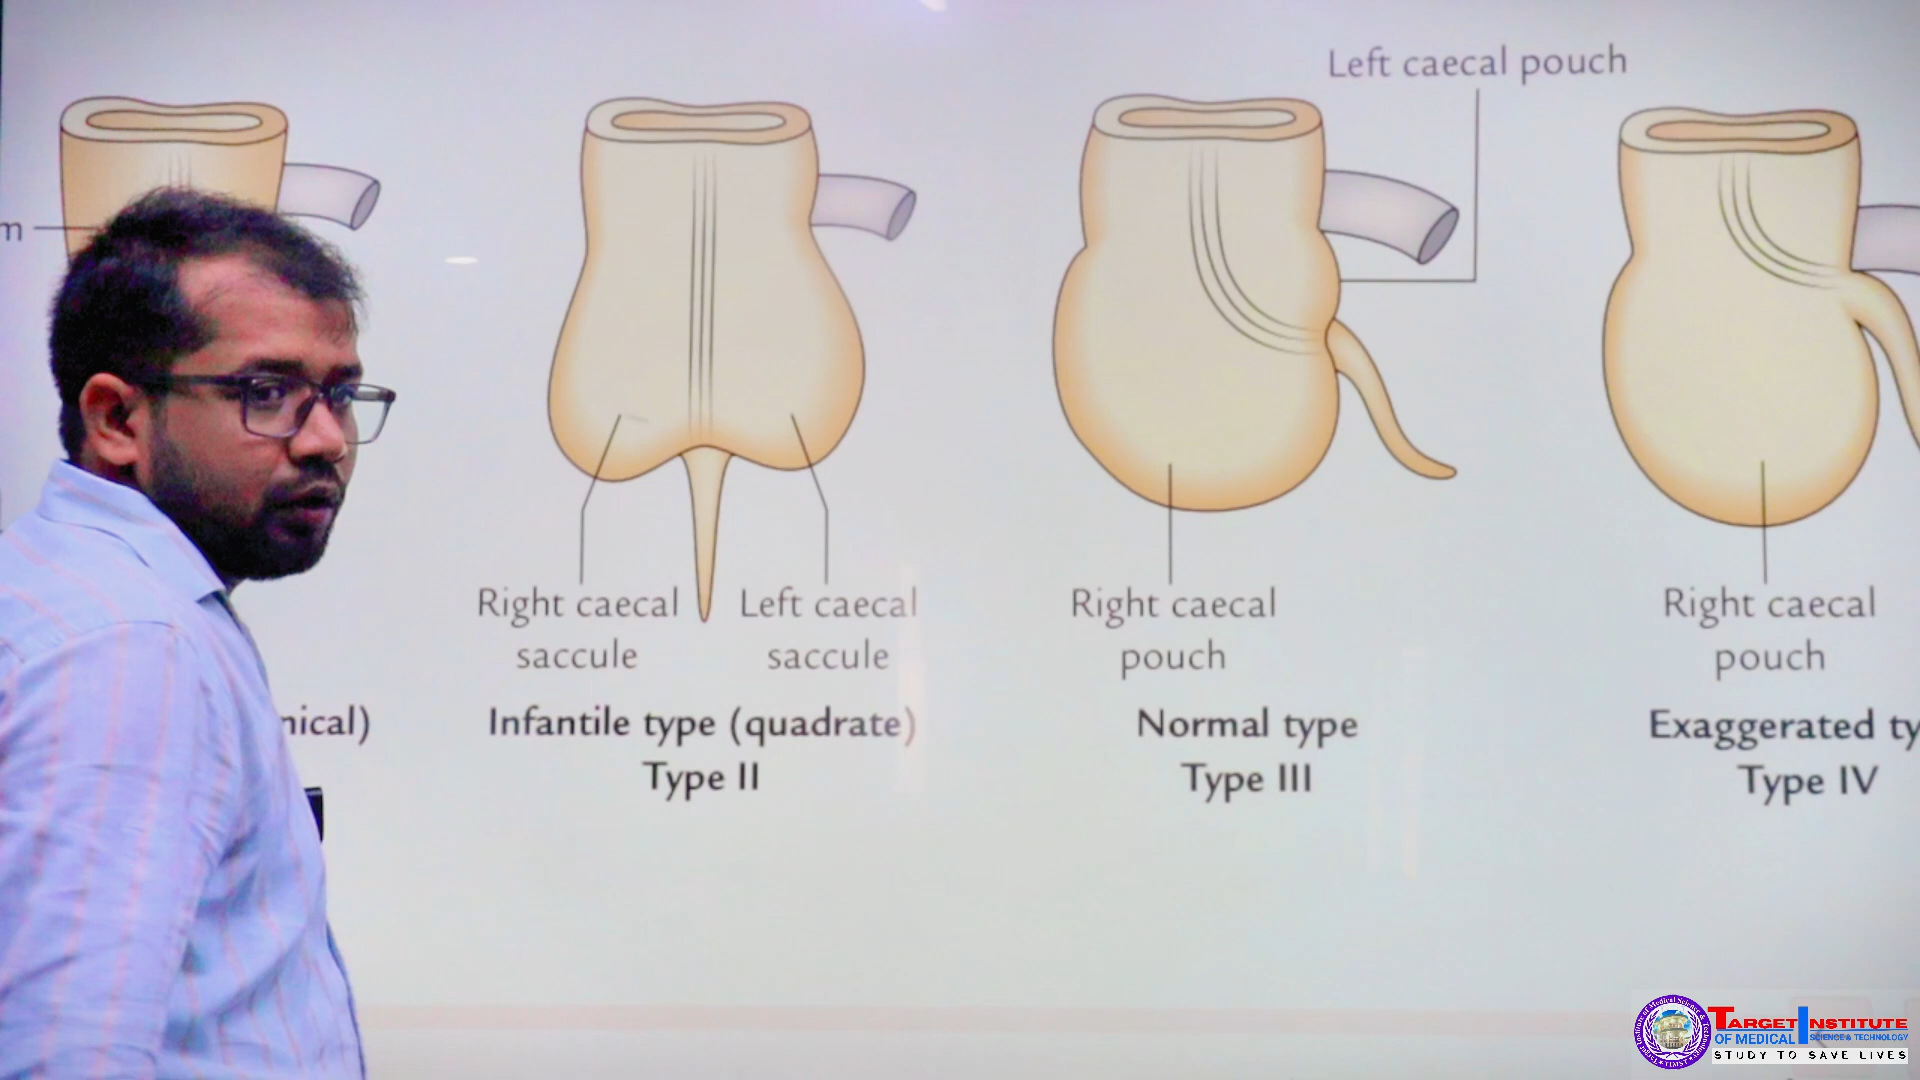 Left caecal pouch
m
Right caecal
saccule
Left caecal
saccule
Right caecal
pouch
Right caecal
pouch
nical)
Infantile type (quadrate)
Type II
Normal type
Type III
Exaggerated ty
Type IV
TARGET INSTITUTE
OF MEDICAL SCIENCE & TECHNOLOGY
STUDY TO SAVE LIVES